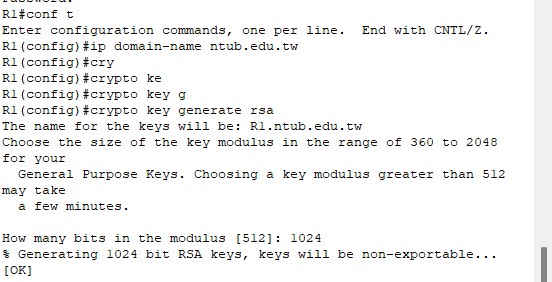 R1#conf t
Enter configuration commands, one per line.  End with CNTL/Z.
R1(config)#ip domain-name ntub.edu.tw
R1(config)#cry
R1(config)#crypto ke
R1(config)#crypto key g
R1(config)#crypto key generate rsa
The name for the keys will be: R1.ntub.edu.tw
Choose the size of the key modulus in the range of 360 to 2048
for your
  General Purpose Keys. Choosing a key modulus greater than 512
may take
  a few minutes.

How many bits in the modulus [512]: 1024
% Generating 1024 bit RSA keys, keys will be non-exportable...
[OK]